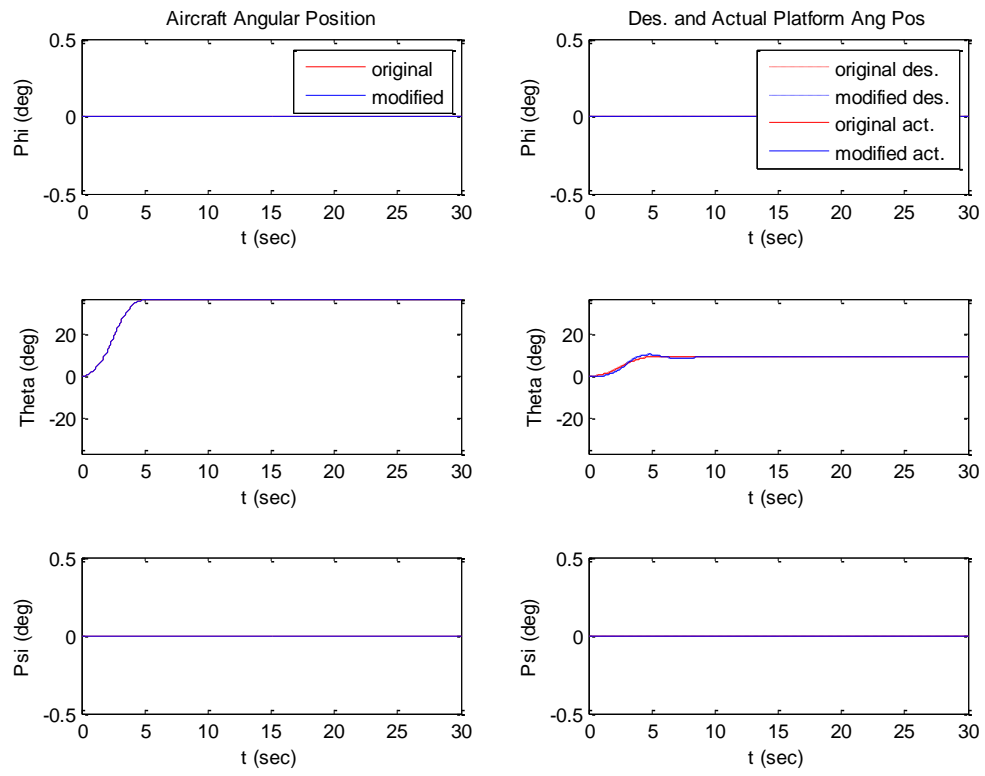 Aircraft Angular Position
0.5
0
-0.5
Phi (deg)
original
modified
0 5 10 15 20 25 30
t (sec)
Des. and Actual Platform Ang Pos
0.5
0
-0.5
Phi (deg)
original des.
modified des.
original act.
modified act.
0 5 10 15 20 25 30
t (sec)
20
0
-20
Theta (deg)
0 5 10 15 20 25 30
t (sec)
20
0
-20
Theta (deg)
0 5 10 15 20 25 30
t (sec)
0.5
0
-0.5
Psi (deg)
0 5 10 15 20 25 30
t (sec)
0.5
0
-0.5
Psi (deg)
0 5 10 15 20 25 30
t (sec)